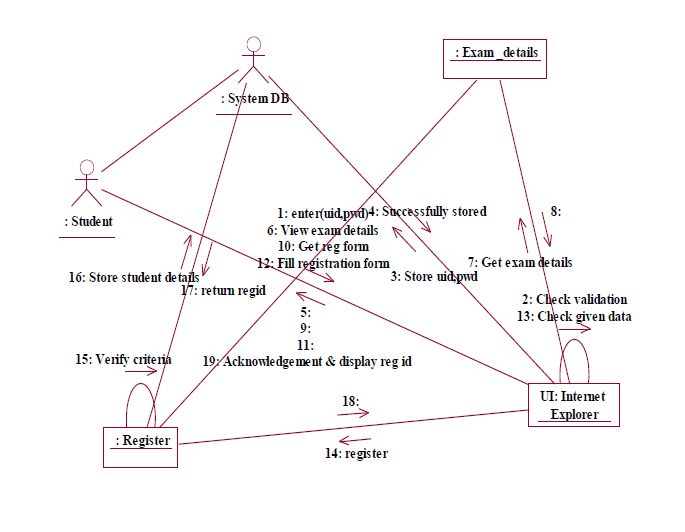 : Exam_details
: System DB
: Student
1: enter(uid,pwd)
4: Successfully stored
8:
6: View exam details
10: Get reg form
12: Fill registration form
7: Get exam details
16: Store student details
3: Store uid,pwd
17: return regid
2: Check validation
5:
13: Check given data
9:
11:
15: Verify criteria
19: Acknowledgement & display reg id
UI: Internet
Explorer
18:
: Register
14: register